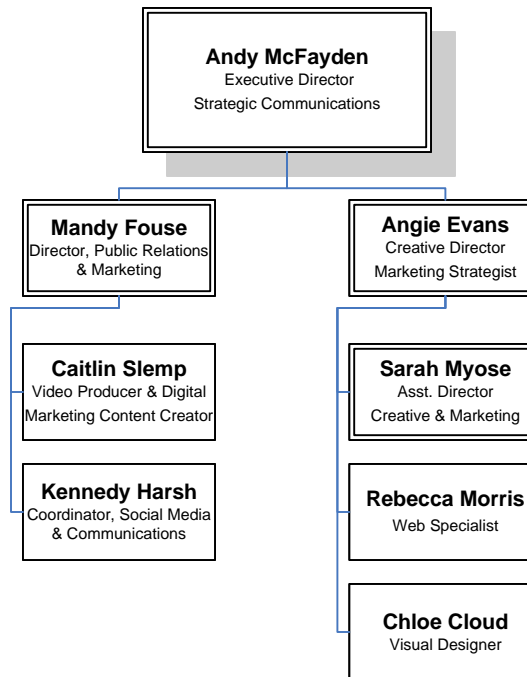 Andy McFayden
Executive Director
Strategic Communications
Mandy Fouse
Director, Public Relations
& Marketing
Caitlin Slemp
Video Producer & Digital
Marketing Content Creator
Kennedy Harsh
Coordinator, Social Media
& Communications
Angie Evans
Creative Director
Marketing Strategist
Sarah Myose
Asst. Director
Creative & Marketing
Rebecca Morris
Web Specialist
Chloe Cloud
Visual Designer